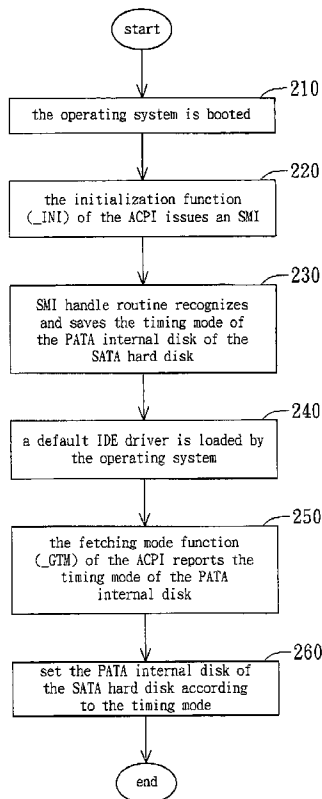 start
210
the operating system is booted
220
the initialization function
(_INI) of the ACPI issues an SMI
230
SMI handle routine recognizes
and saves the timing mode of
the PATA internal disk of the
SATA hard disk
240
a default IDE driver is loaded by
the operating system
250
the fetching mode function
(_GTM) of the ACPI reports the
timing mode of the PATA
internal disk
260
set the PATA internal disk of
the SATA hard disk according
to the timing mode
end